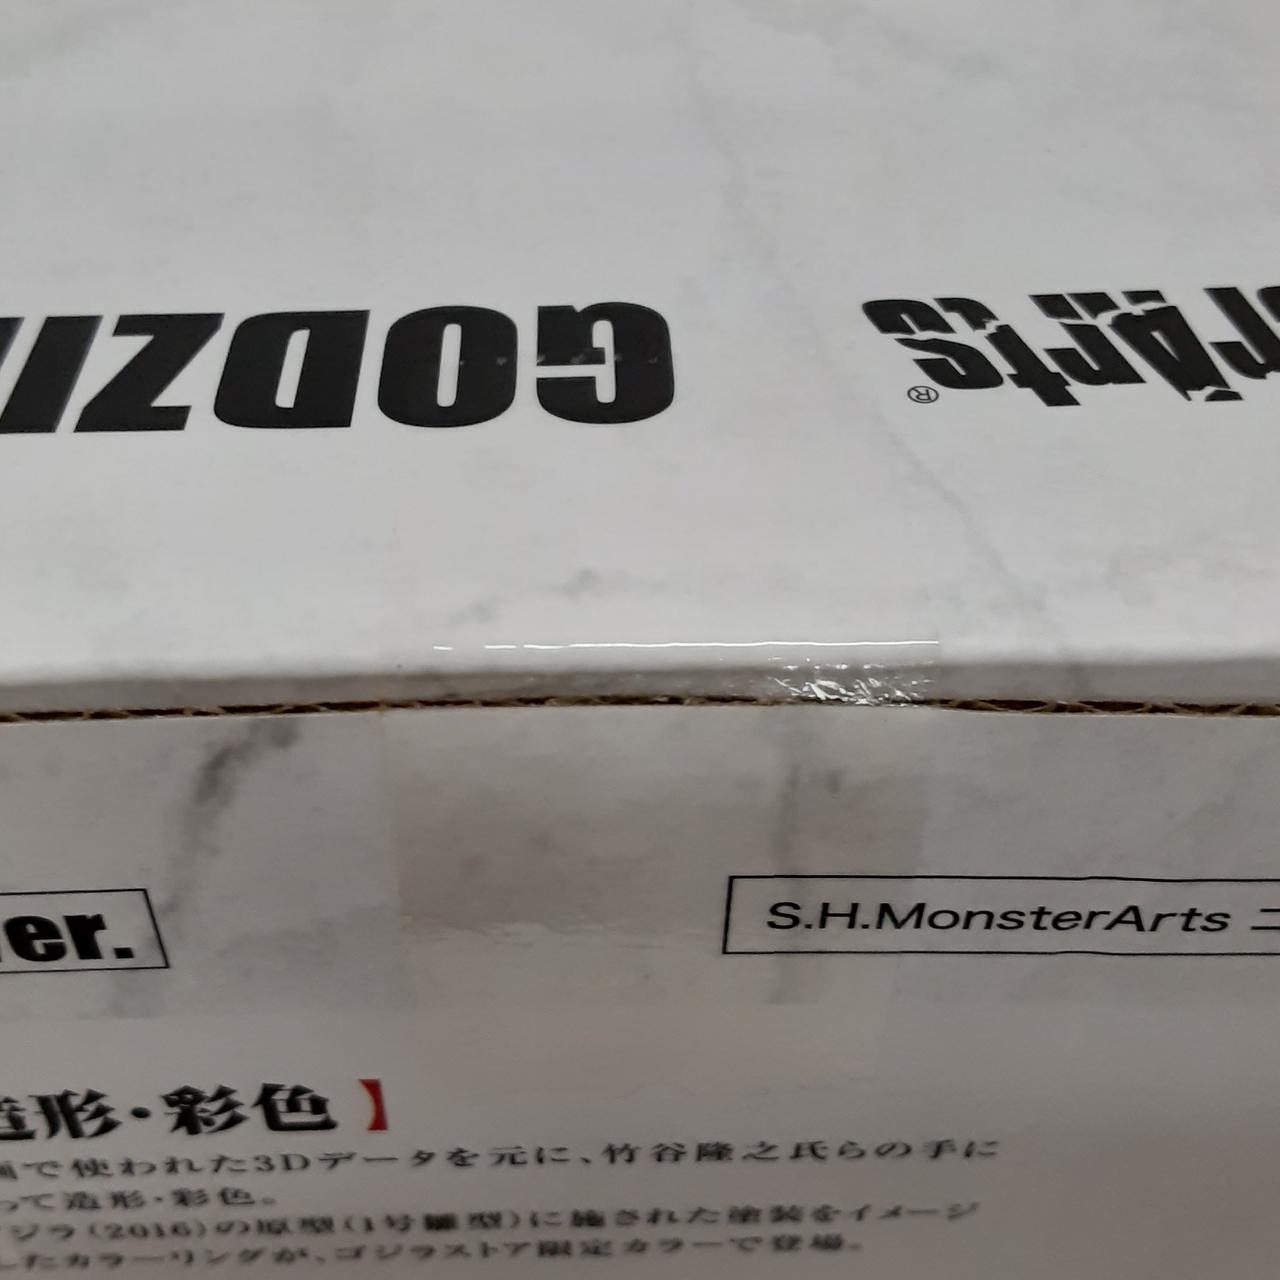 GODZI
rArts®
er.
S.H.MonsterArts
造形・彩色】
で使われた3Dデータを元に、竹谷隆之氏らの手に
って造形・彩色。
ジラ(2016)の原型(1号雛型)に施された塗装をイメージ
したカラーリングが、ゴジラストア限定カラーで登場。